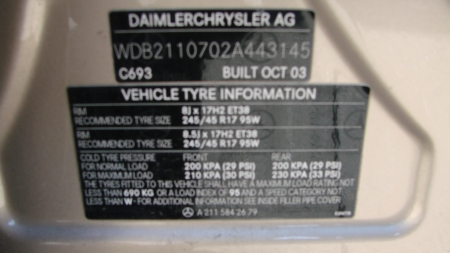 DAIMLERCHRYSLER AG
WDB2110702A443145
C693 BUILT OCT 03
VEHICLE TYRE INFORMATION
RIM 8J x 17H2 ET38
RECOMMENDED TYRE SIZE 245/45 R17 95W
RIM 8.5J x 17H2 ET38
RECOMMENDED TYRE SIZE 245/45 R17 95W
COLD TYRE PRESSURE FRONT REAR
FOR NORMAL LOAD 200 KPA (29 PSI) 200 KPA (29 PSI)
FOR MAXIMUM LOAD 210 KPA (30 PSI) 230 KPA (33 PSI)
THE TYRES FITTED TO THIS VEHICLE SHALL HAVE A MAXIMUM LOAD RATING NOT
LESS THAN 690 KG OR A LOAD INDEX OF 95 AND A SPEED CATEGORY NOT
LESS THAN W - FOR ADDITIONAL INFORMATION SEE INSIDE FILLER PIPE COVER
A 211 584 26 79